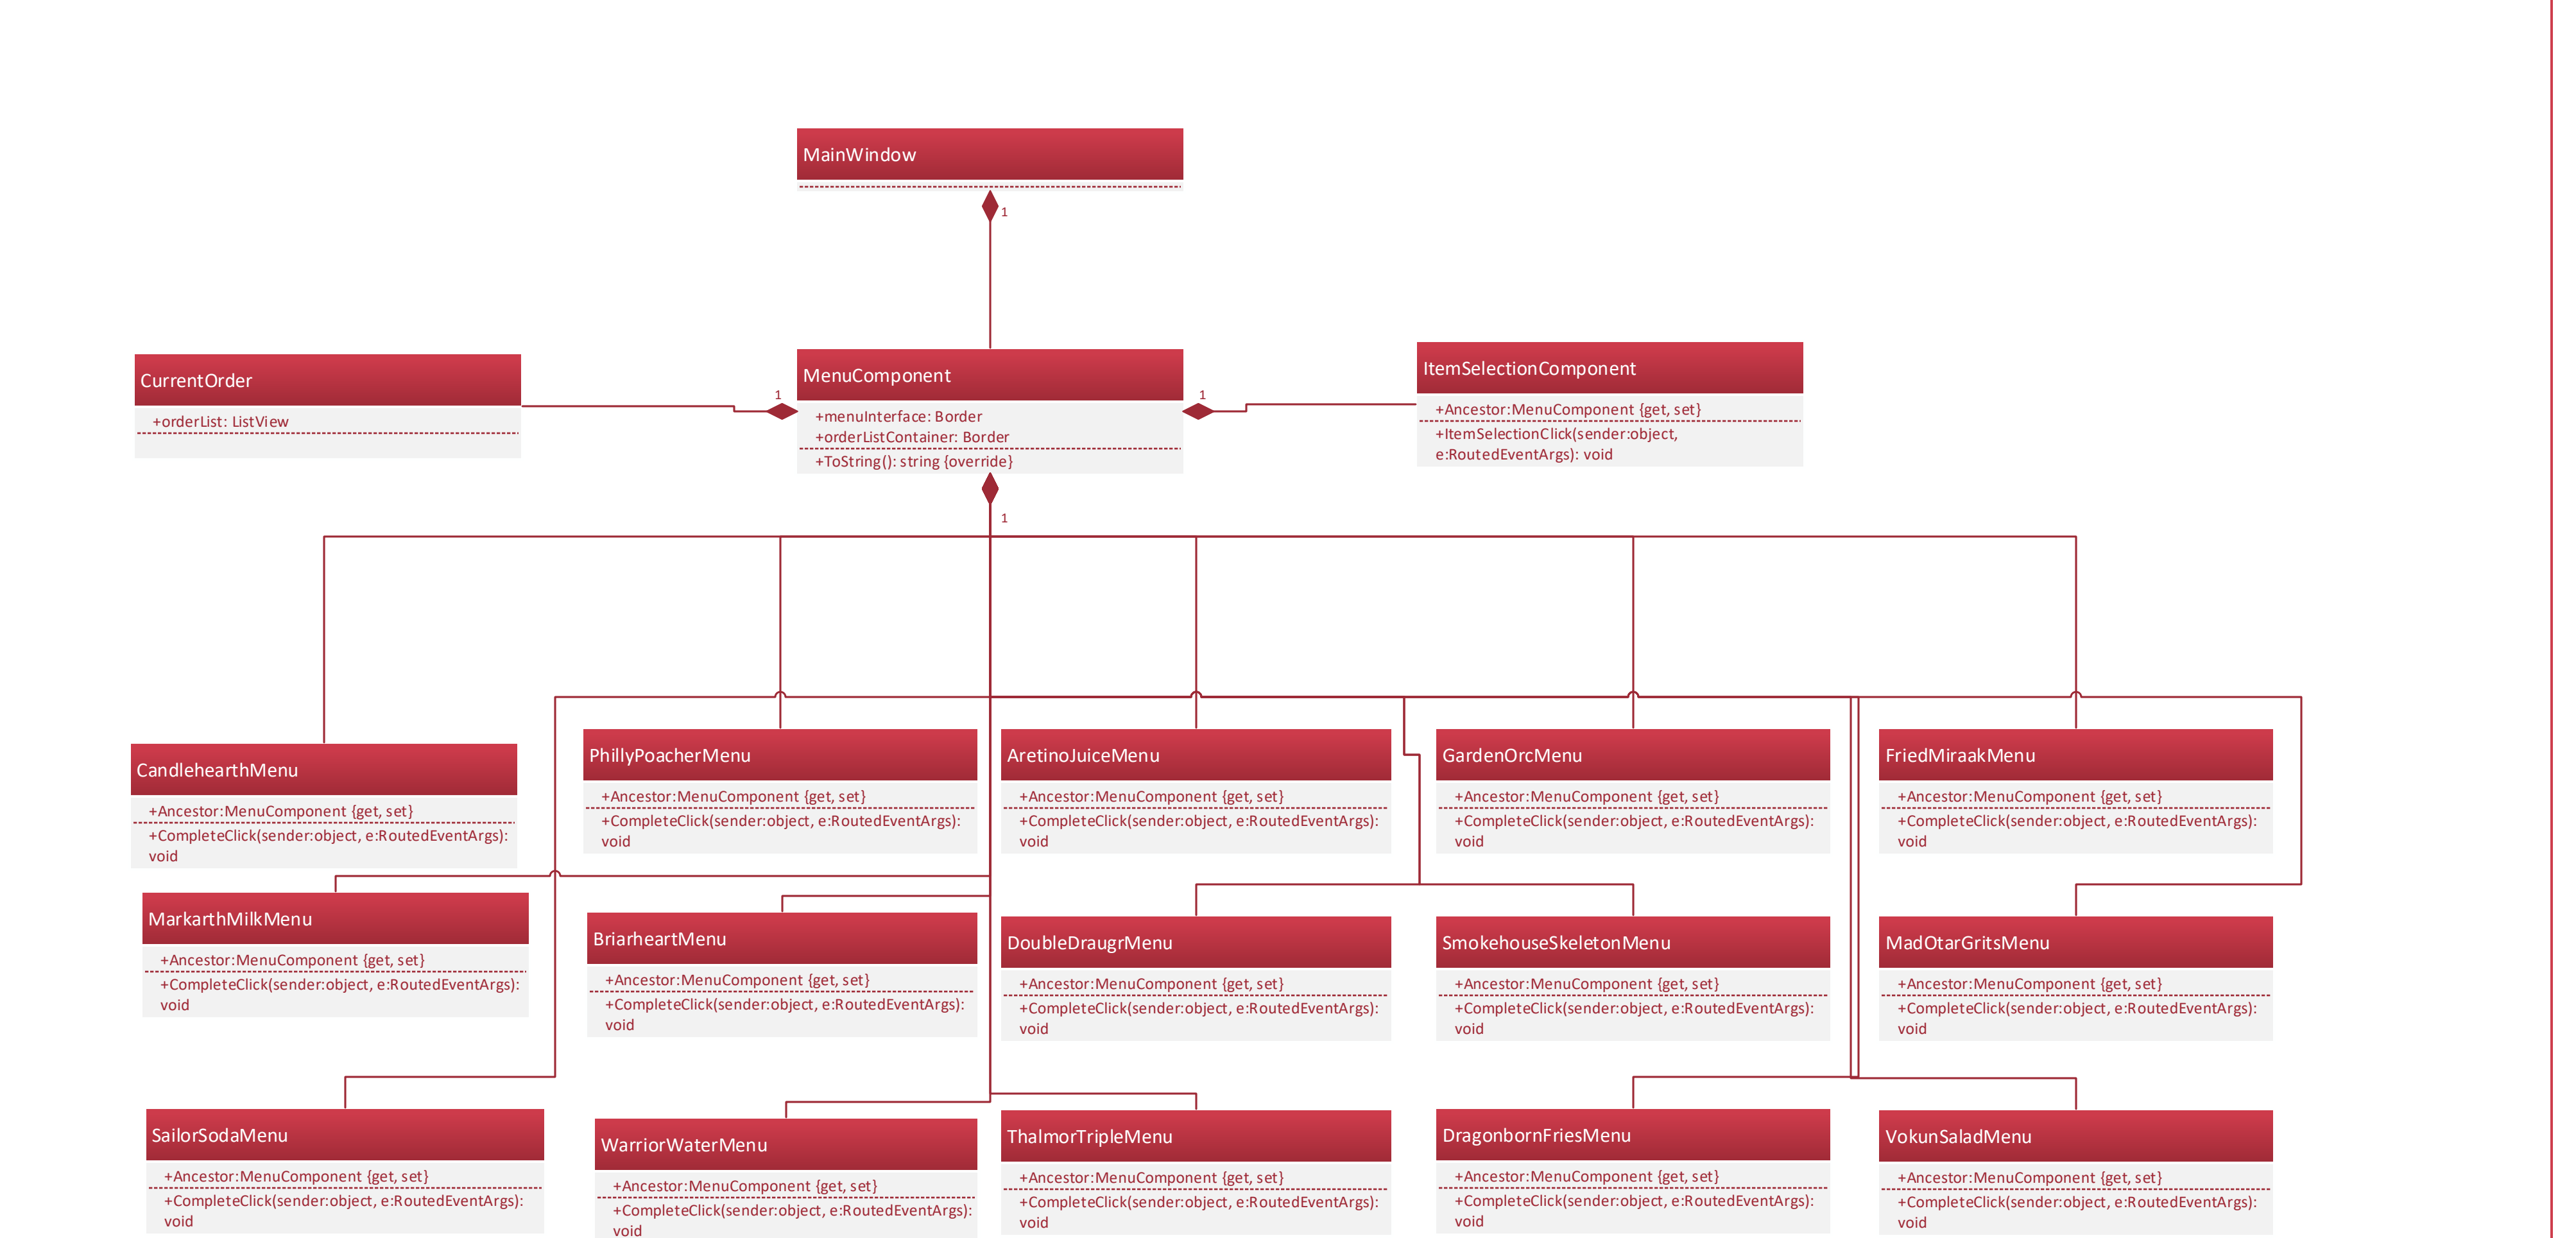 MainWindow
1
CurrentOrder
+orderList: ListView
1
MenuComponent
+menuInterface: Border
+orderListContainer: Border
+ToString(): string {override}
1
ItemSelectionComponent
+Ancestor:MenuComponent {get, set}
+ItemSelectionClick(sender:object,
e:RoutedEventArgs): void
1
CandlehearthMenu
+Ancestor:MenuComponent {get, set}
+CompleteClick(sender:object, e:RoutedEventArgs):
void
PhillyPoacherMenu
+Ancestor:MenuComponent {get, set}
+CompleteClick(sender:object, e:RoutedEventArgs):
void
AretinoJuiceMenu
+Ancestor:MenuComponent {get, set}
+CompleteClick(sender:object, e:RoutedEventArgs):
void
GardenOrcMenu
+Ancestor:MenuComponent {get, set}
+CompleteClick(sender:object, e:RoutedEventArgs):
void
FriedMiraakMenu
+Ancestor:MenuComponent {get, set}
+CompleteClick(sender:object, e:RoutedEventArgs):
void
MarkarthMilkMenu
+Ancestor:MenuComponent {get, set}
+CompleteClick(sender:object, e:RoutedEventArgs):
void
BriarheartMenu
+Ancestor:MenuComponent {get, set}
+CompleteClick(sender:object, e:RoutedEventArgs):
void
DoubleDraugrMenu
+Ancestor:MenuComponent {get, set}
+CompleteClick(sender:object, e:RoutedEventArgs):
void
SmokehouseSkeletonMenu
+Ancestor:MenuComponent {get, set}
+CompleteClick(sender:object, e:RoutedEventArgs):
void
MadOtarGritsMenu
+Ancestor:MenuComponent {get, set}
+CompleteClick(sender:object, e:RoutedEventArgs):
void
SailorSodaMenu
+Ancestor:MenuComponent {get, set}
+CompleteClick(sender:object, e:RoutedEventArgs):
void
WarriorWaterMenu
+Ancestor:MenuComponent {get, set}
+CompleteClick(sender:object, e:RoutedEventArgs):
void
ThalmorTripleMenu
+Ancestor:MenuComponent {get, set}
+CompleteClick(sender:object, e:RoutedEventArgs):
void
DragonbornFriesMenu
+Ancestor:MenuComponent {get, set}
+CompleteClick(sender:object, e:RoutedEventArgs):
void
VokunSaladMenu
+Ancestor:MenuComponent {get, set}
+CompleteClick(sender:object, e:RoutedEventArgs):
void